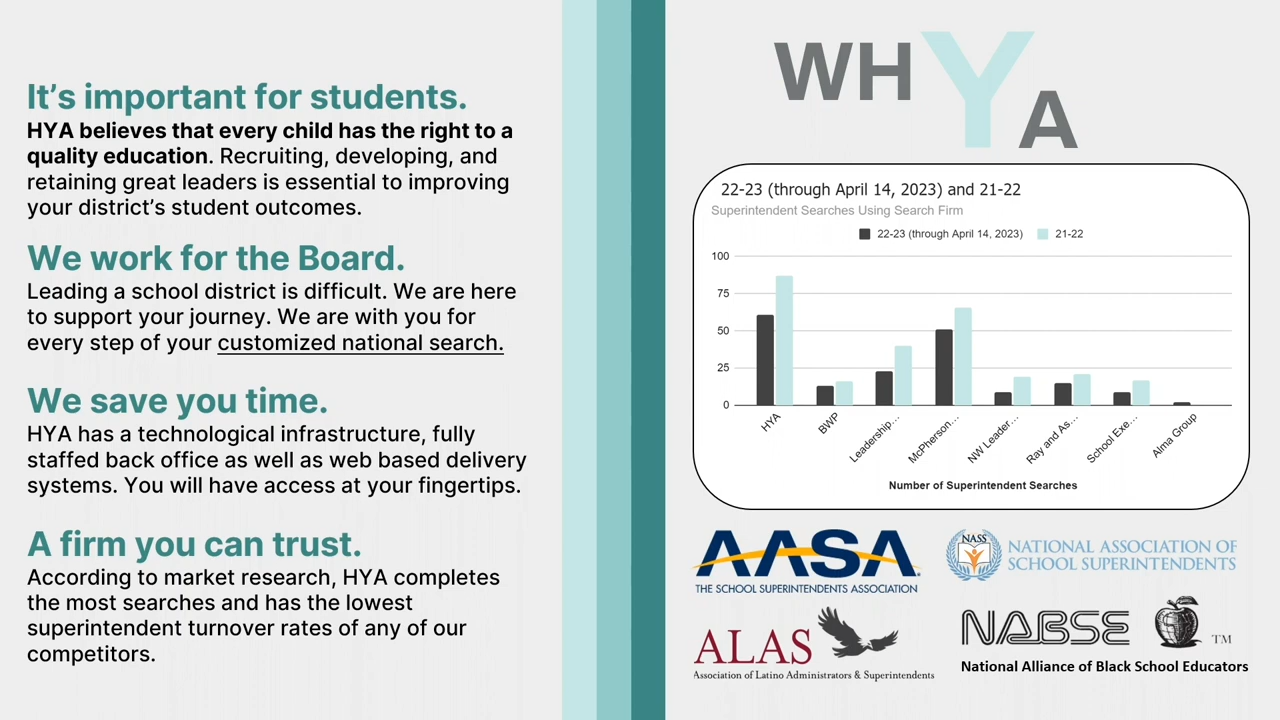 It's important for students.
HYA believes that every child has the right to a
quality education. Recruiting, developing, and
retaining great leaders is essential to improving
your district's student outcomes.
We work for the Board.
Leading a school district is difficult. We are here
to support your journey. We are with you for
every step of your customized national search.
We save you time.
HYA has a technological infrastructure, fully
staffed back office as well as web based delivery
systems. You will have access at your fingertips.
A firm you can trust.
According to market research, HYA completes
the most searches and has the lowest
superintendent turnover rates of any of our
competitors.
WHYA
22-23 (through April 14, 2023) and 21-22
Superintendent Searches Using Search Firm
22-23 (through April 14, 2023) 21-22
100
75
50
25
0
HYA
BWP
Leadership...
McPherson...
NW Leader...
Ray and As...
School Exe...
Alma Group
Number of Superintendent Searches
AASA
THE SCHOOL SUPERINTENDENTS ASSOCIATION
NASS
NATIONAL ASSOCIATION OF
SCHOOL SUPERINTENDENTS
ALAS
Association of Latino Administrators & Superintendents
NABSE TM
National Alliance of Black School Educators